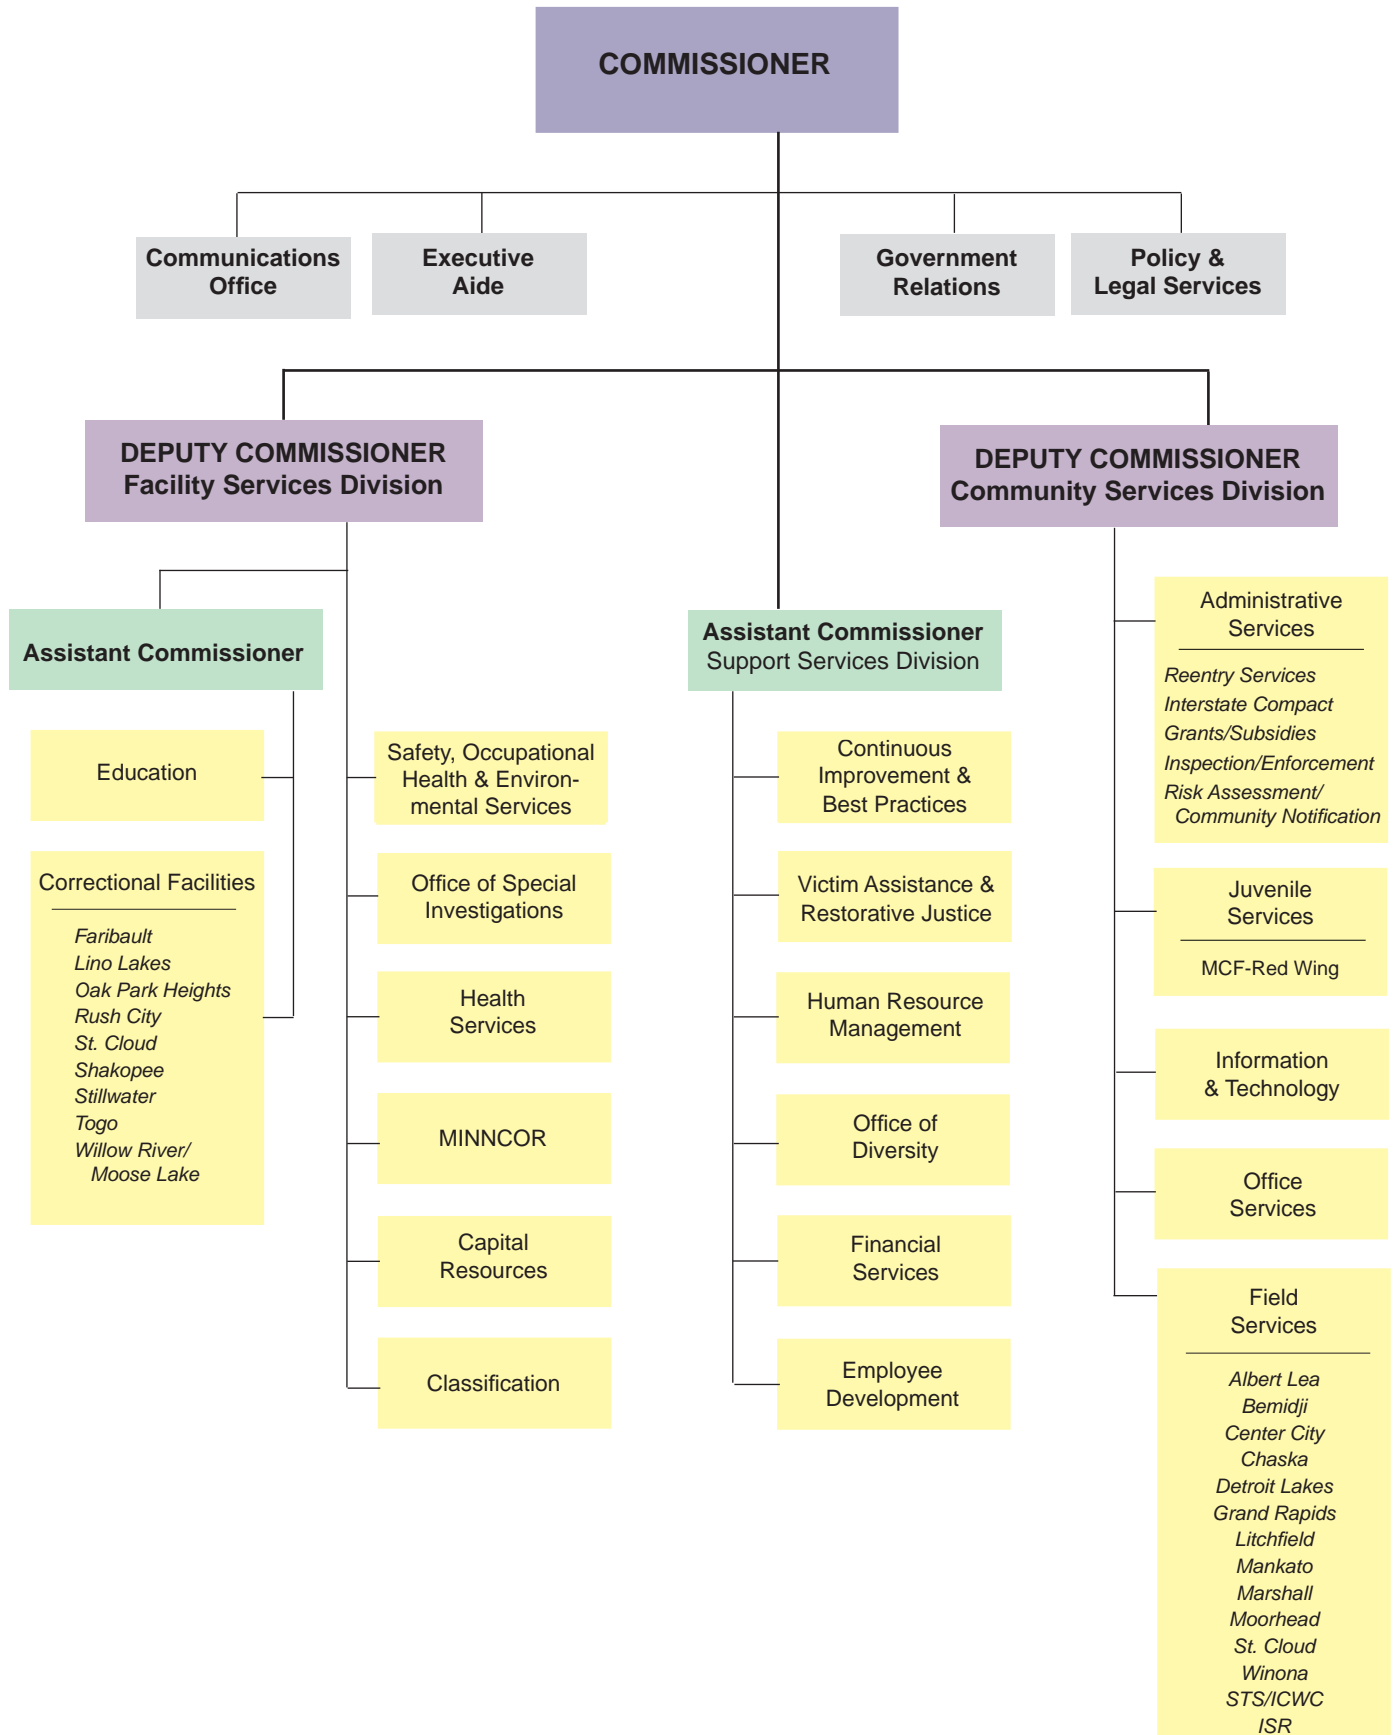 COMMISSIONER
Communications
Office
Executive
Aide
Government
Relations
Policy &
Legal Services
DEPUTY COMMISSIONER
Facility Services Division
DEPUTY COMMISSIONER
Community Services Division
Assistant Commissioner
Education
Correctional Facilities
Faribault
Lino Lakes
Oak Park Heights
Rush City
St. Cloud
Shakopee
Stillwater
Togo
Willow River/
Moose Lake
Safety, Occupational
Health & Environ-
mental Services
Office of Special
Investigations
Health
Services
MINNCOR
Capital
Resources
Classification
Assistant Commissioner
Support Services Division
Continuous
Improvement &
Best Practices
Victim Assistance &
Restorative Justice
Human Resource
Management
Office of
Diversity
Financial
Services
Employee
Development
Administrative
Services
Reentry Services
Interstate Compact
Grants/Subsidies
Inspection/Enforcement
Risk Assessment/
Community Notification
Juvenile
Services
MCF-Red Wing
Information
& Technology
Office
Services
Field
Services
Albert Lea
Bemidji
Center City
Chaska
Detroit Lakes
Grand Rapids
Litchfield
Mankato
Marshall
Moorhead
St. Cloud
Winona
STS/ICWC
ISR